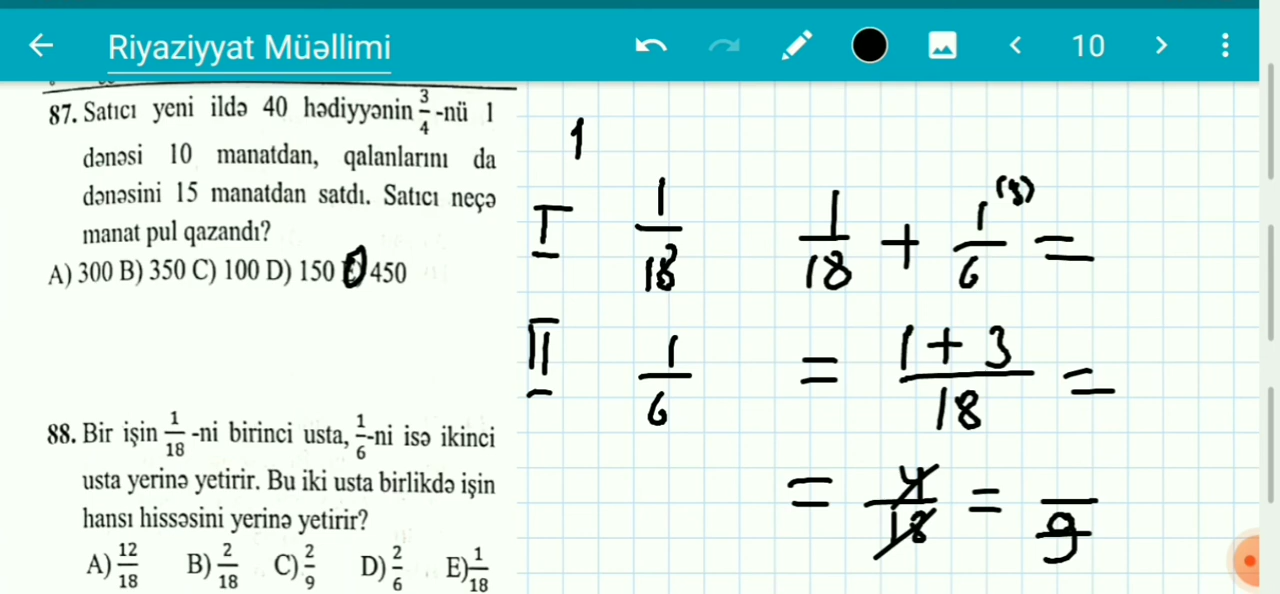 Riyaziyyat Müəllimi
10
87. Satıcı yeni ildə 40 hədiyyənin 3/4 -nü 1
dənəsi 10 manatdan, qalanlarını da
dənəsini 15 manatdan satdı. Satıcı neçə
manat pul qazandı?
A) 300 B) 350 C) 100 D) 150 E) 450
88. Bir işin 1/18 -ni birinci usta, 1/6 -ni isə ikinci
usta yerinə yetirir. Bu iki usta birlikdə işin
hansı hissəsini yerinə yetirir?
A) 12/18 B) 2/18 C) 2/9 D) 2/6 E) 1/18
1
I 1/18
II 1/6
1/18 + 1/6 (3) =
= 1 + 3/18 =
= 4/18 = /9